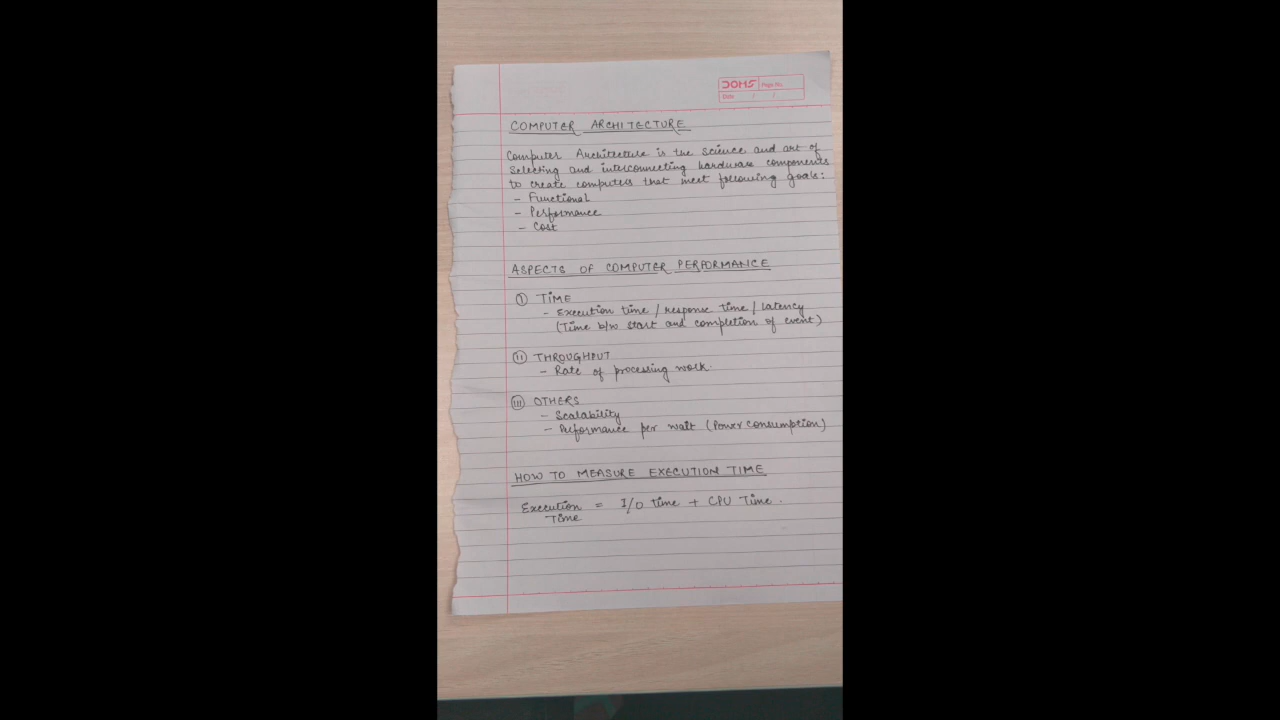 DOMS
Page No.
Date / /
COMPUTER ARCHITECTURE
Computer Architecture is the science and art of
selecting and interconnecting hardware components
to create computers that meet following goals:
- Functional
- Performance
- Cost
ASPECTS OF COMPUTER PERFORMANCE
(I) TIME
- Execution time / response time / latency
(Time b/w start and completion of event)
(II) THROUGHPUT
- Rate of processing work.
(III) OTHERS
- Scalability
- Performance per watt (Power consumption)
HOW TO MEASURE EXECUTION TIME
Execution = I/O time + CPU Time.
Time